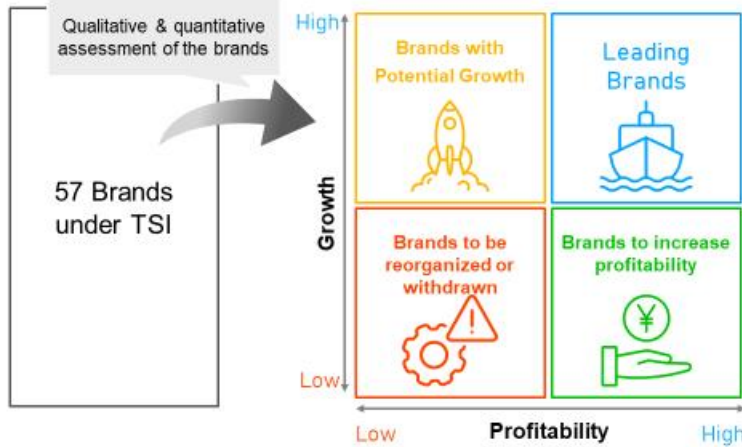 Qualitative & quantitative
assessment of the brands
57 Brands
under TSI
High
Growth
Low
Brands with
Potential Growth
Leading
Brands
Brands to be
reorganized or
withdrawn
!
Brands to increase
profitability
¥
Low
Profitability
High